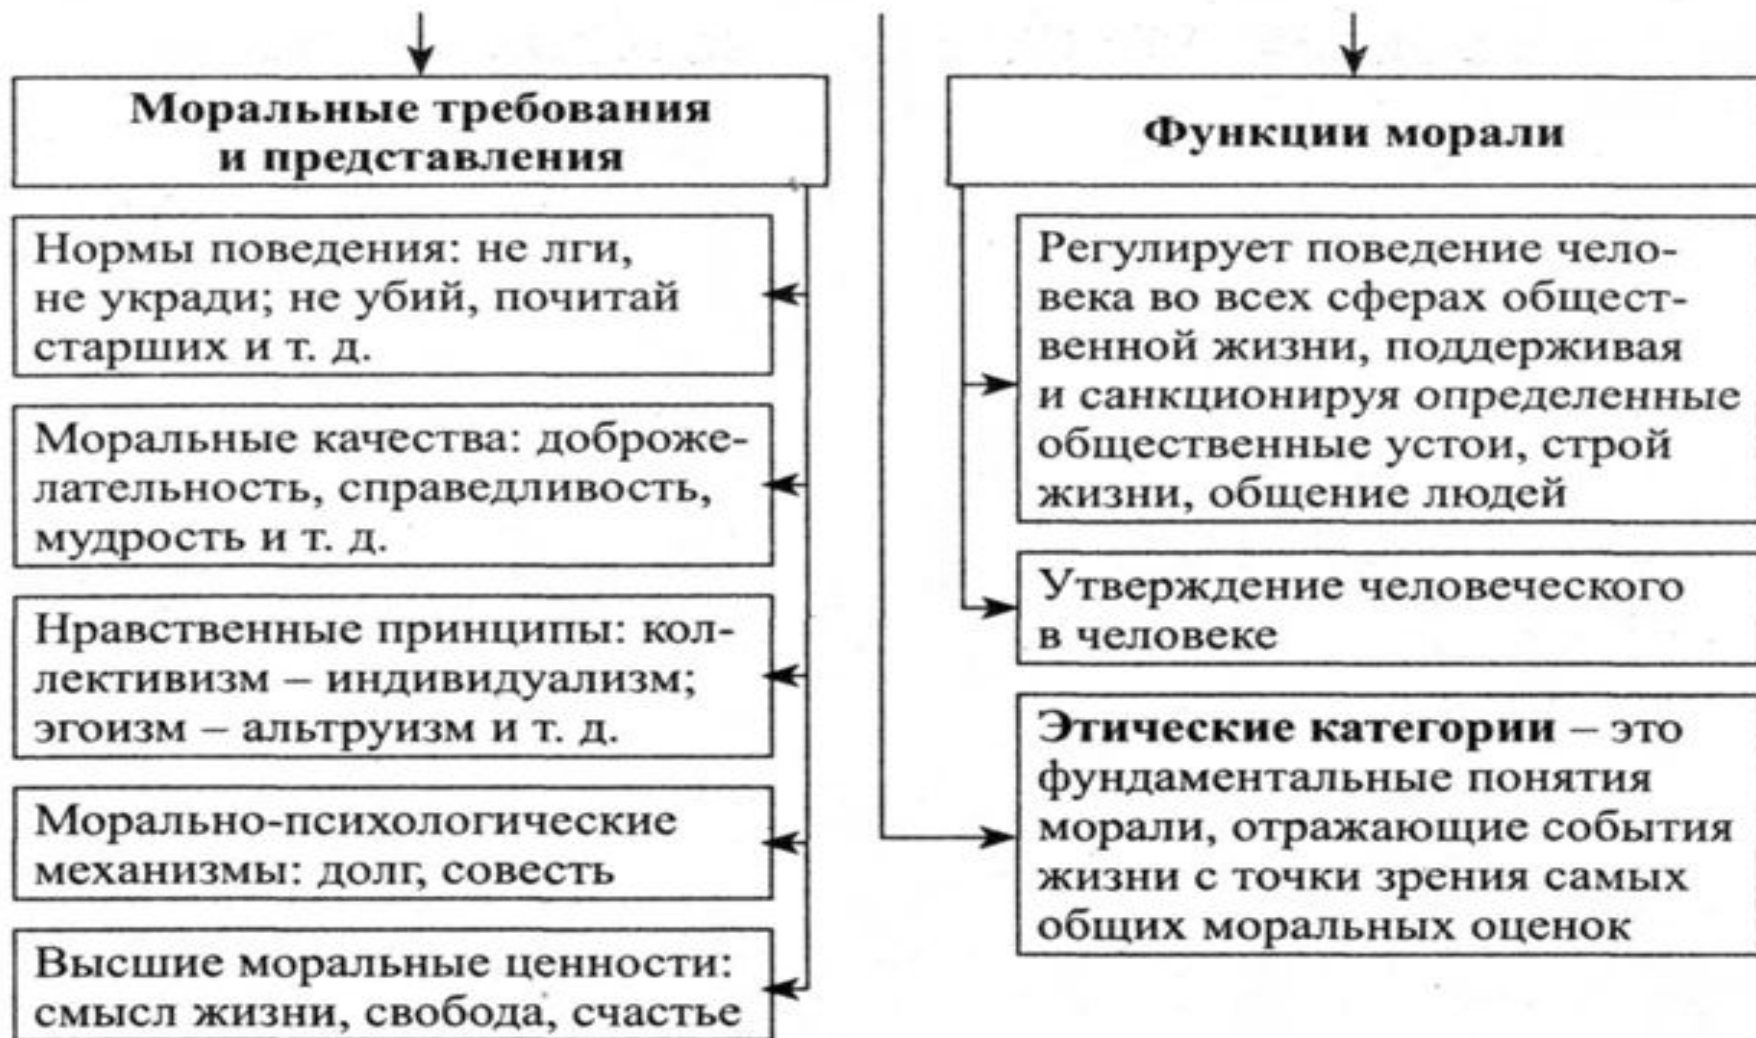 Моральные требования
и представления
Нормы поведения: не лги,
не укради; не убий, почитай
старших и т. д.
Моральные качества: доброже-
лательность, справедливость,
мудрость и т. д.
Нравственные принципы: кол-
лективизм – индивидуализм;
эгоизм – альтруизм и т. д.
Морально-психологические
механизмы: долг, совесть
Высшие моральные ценности:
смысл жизни, свобода, счастье
Функции морали
Регулирует поведение чело-
века во всех сферах общест-
венной жизни, поддерживая
и санкционируя определенные
общественные устои, строй
жизни, общение людей
Утверждение человеческого
в человеке
Этические категории – это
фундаментальные понятия
морали, отражающие события
жизни с точки зрения самых
общих моральных оценок